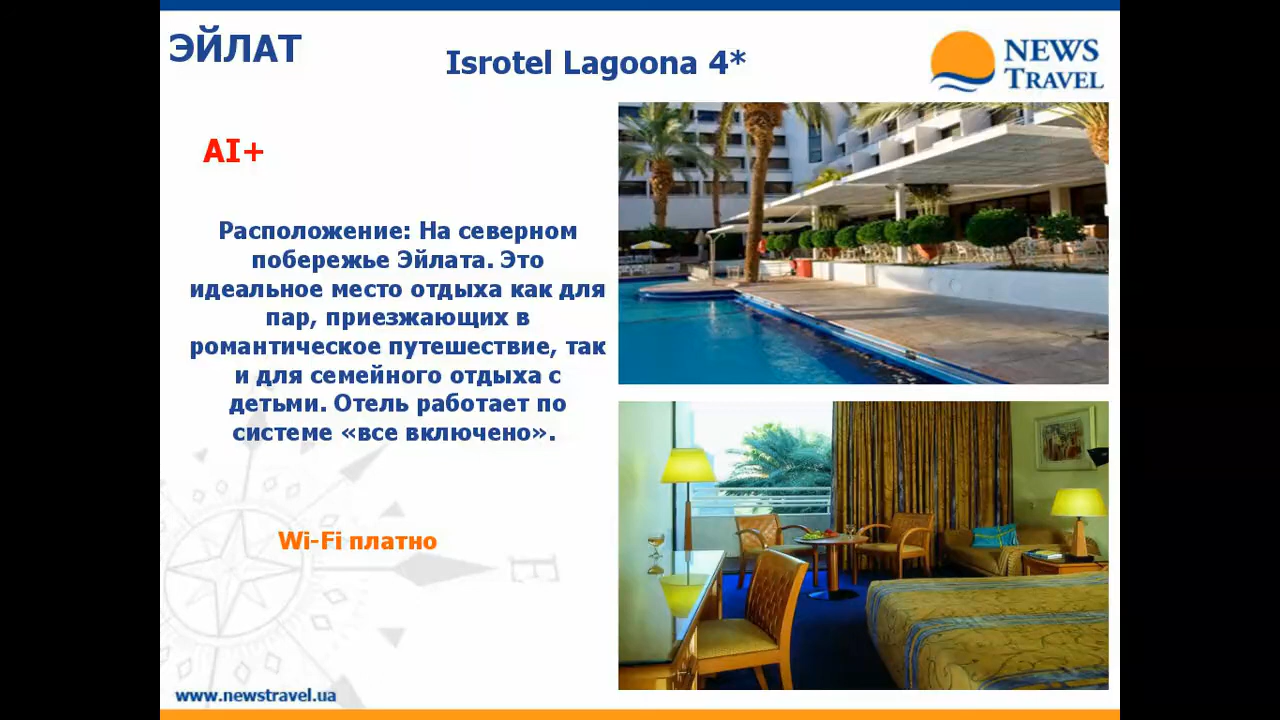 ЭЙЛАТ
Isrotel Lagoona 4*
NEWS
TRAVEL
AI+
Расположение: На северном
побережье Эйлата. Это
идеальное место отдыха как для
пар, приезжающих в
романтическое путешествие, так
и для семейного отдыха с
детьми. Отель работает по
системе «все включено».
Wi-Fi платно
E
www.newstravel.ua